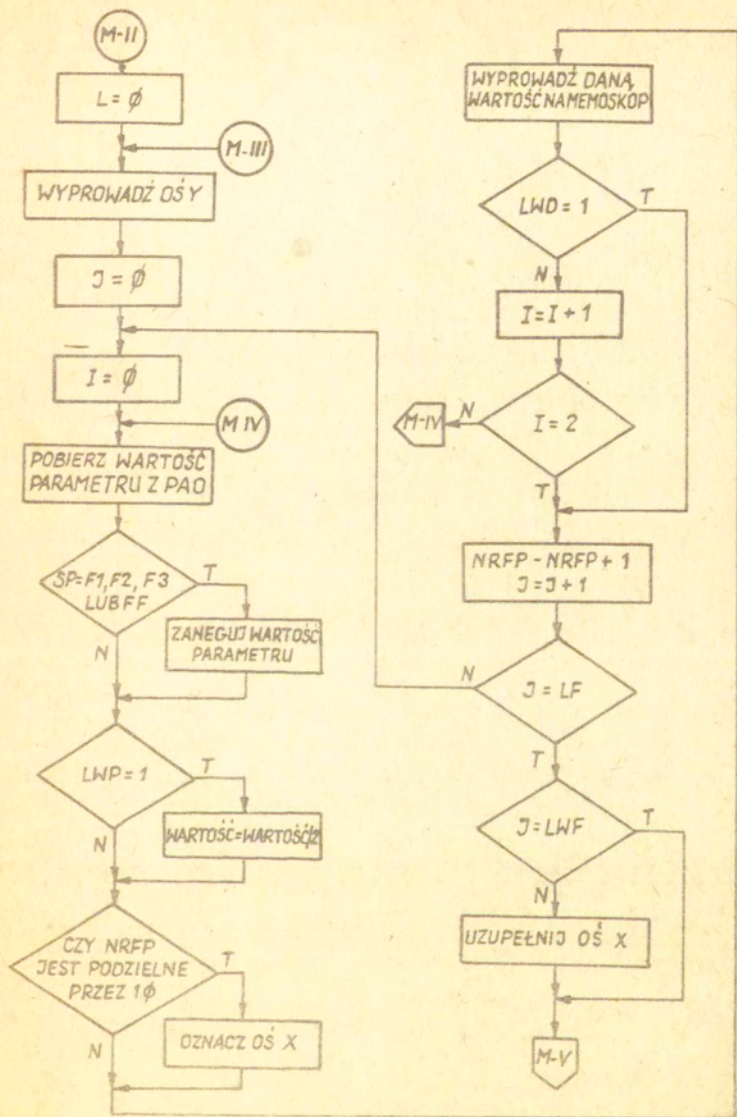 M-II
L = ∅
M-III
WYPROWADŹ OŚ Y
J = ∅
I = ∅
M IV
POBIERZ WARTOŚĆ
PARAMETRU Z PAO
SP=F1, F2, F3
LUB FF
T
N
ZANEGUJ WARTOŚĆ
PARAMETRU
LWP = 1
T
N
WARTOŚĆ=WARTOŚĆ/2
CZY NRFP
JEST PODZIELNE
PRZEZ 1∅
T
N
OZNACZ OŚ X
WYPROWADŹ DANĄ
WARTOŚĆ NA MEMOSKOP
LWD = 1
T
N
I = I + 1
I = 2
N
M-IV
T
NRFP - NRFP + 1
J = J + 1
J = LF
N
T
J = LWF
T
N
UZUPEŁNIJ OŚ X
M-V